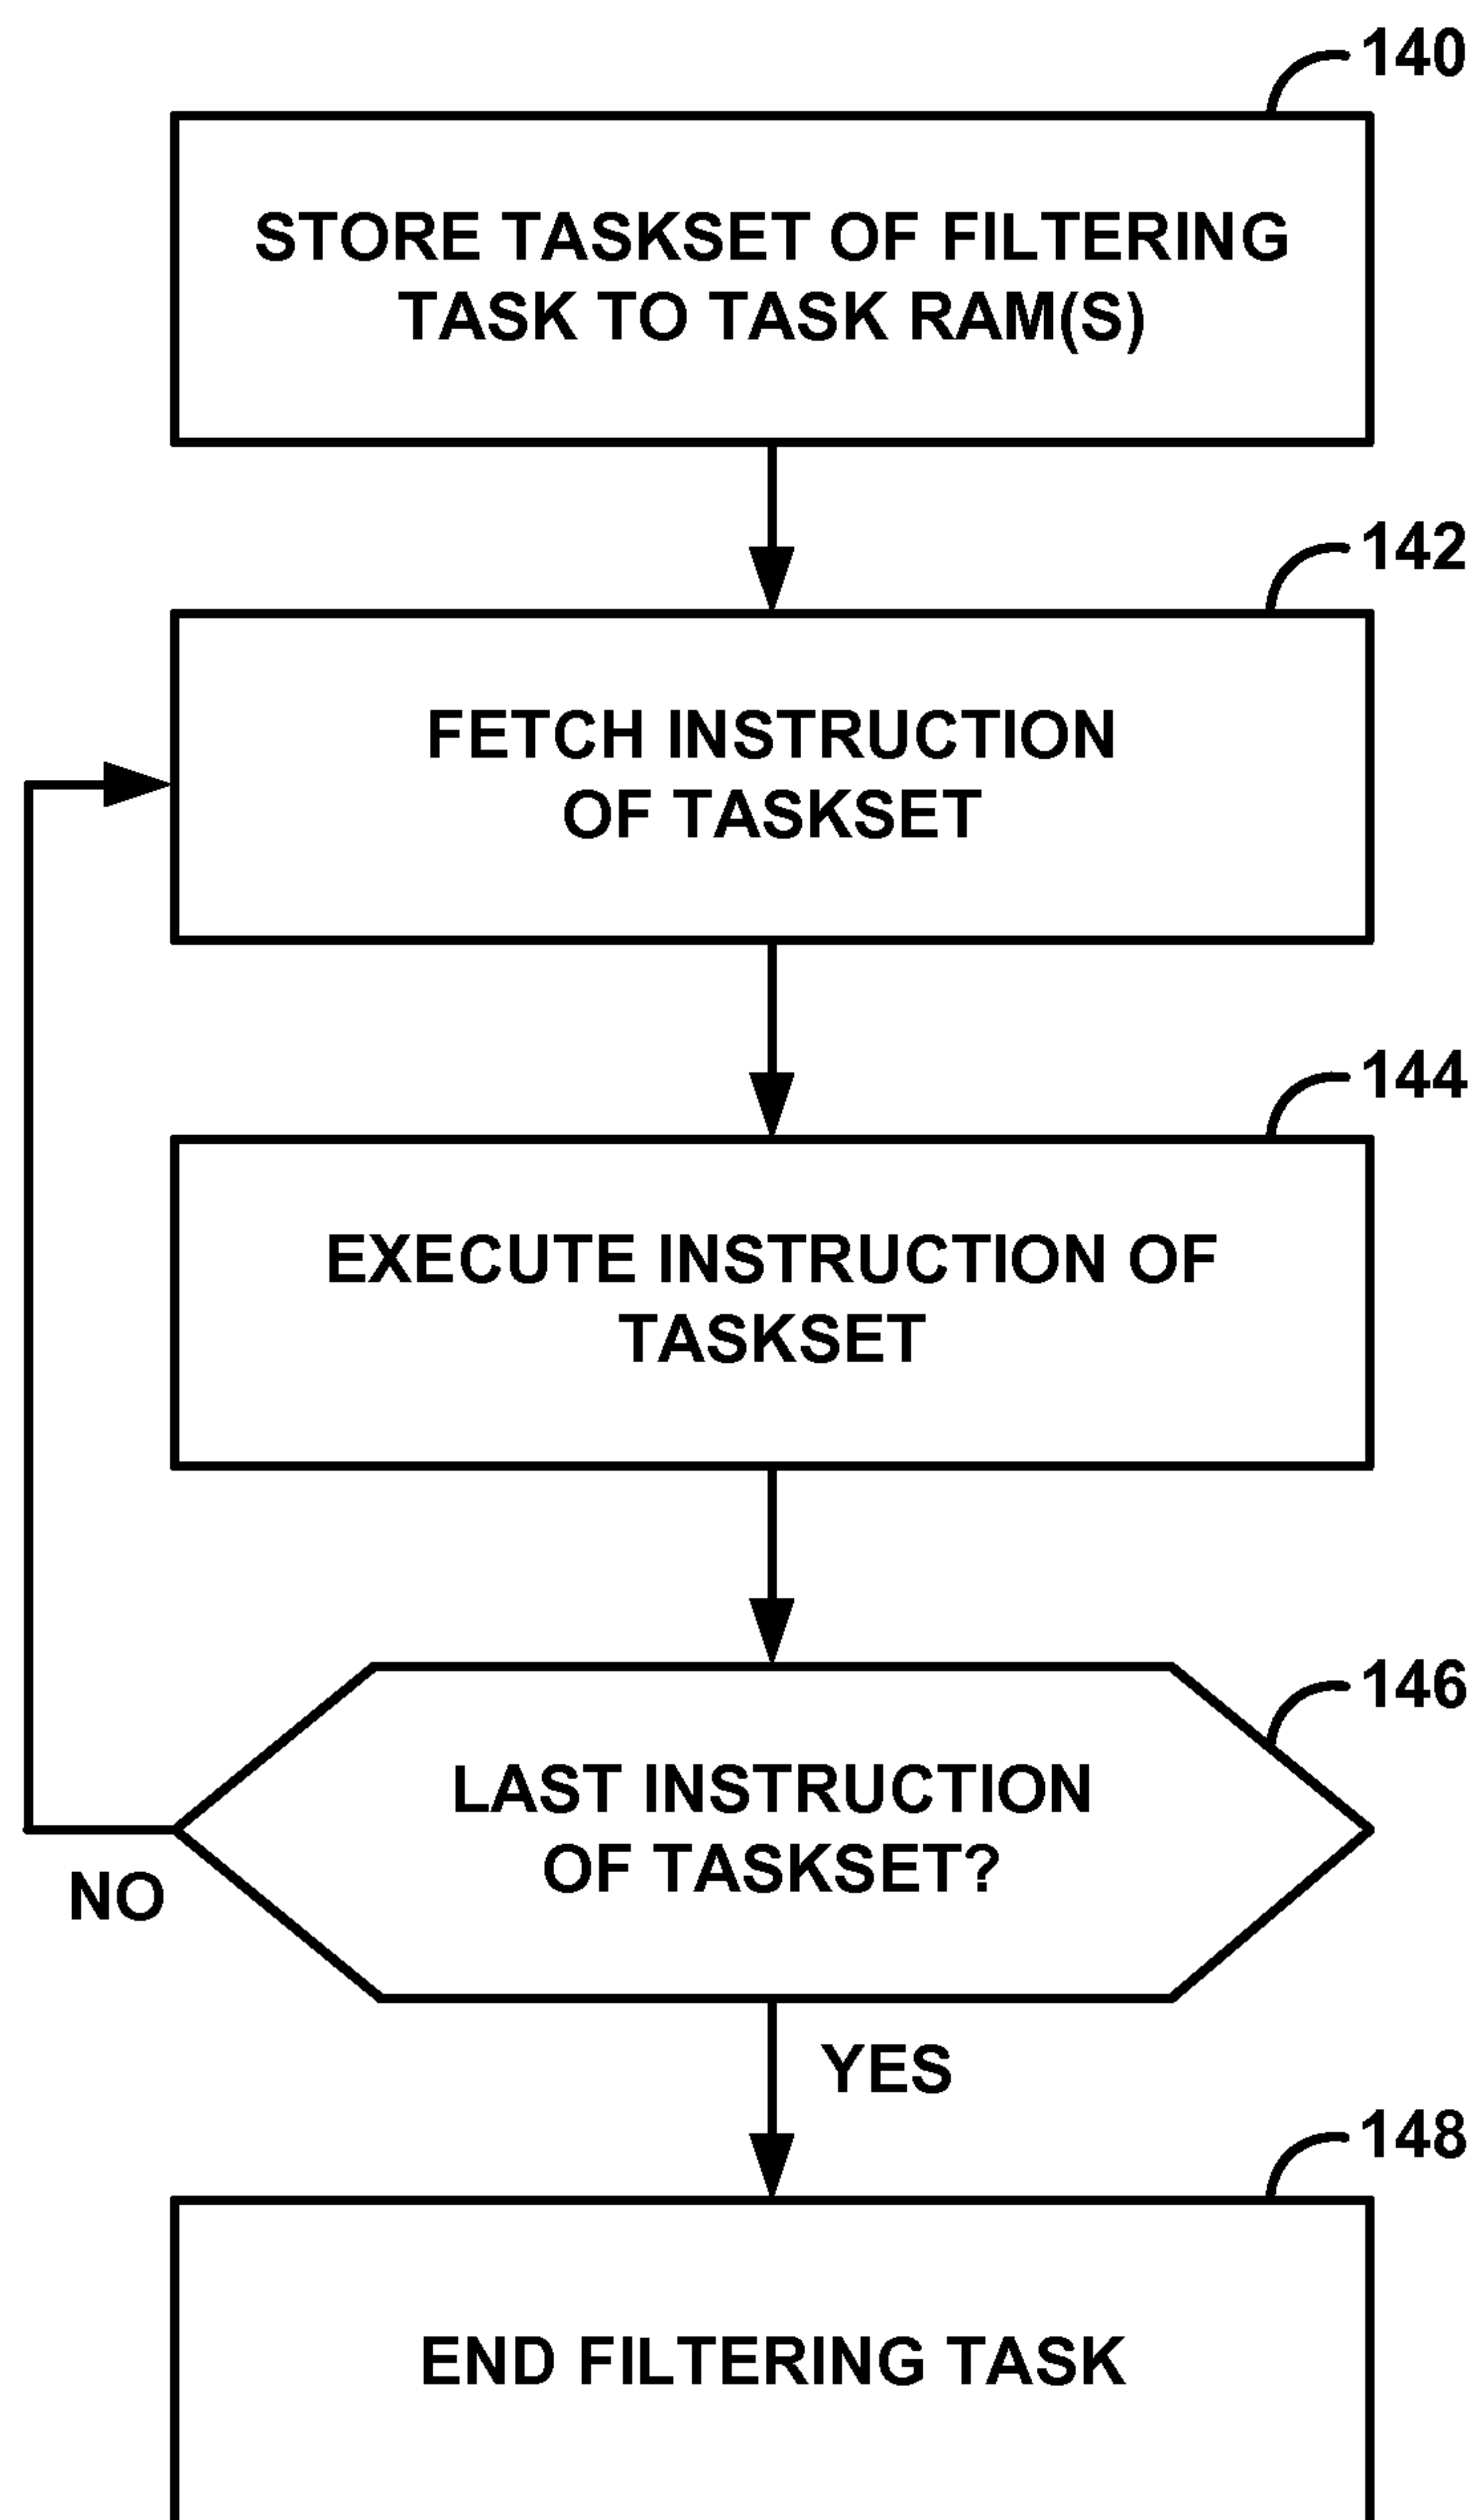 140
STORE TASKSET OF FILTERING
TASK TO TASK RAM(S)
142
FETCH INSTRUCTION
OF TASKSET
144
EXECUTE INSTRUCTION OF
TASKSET
146
LAST INSTRUCTION
OF TASKSET?
NO
YES
148
END FILTERING TASK